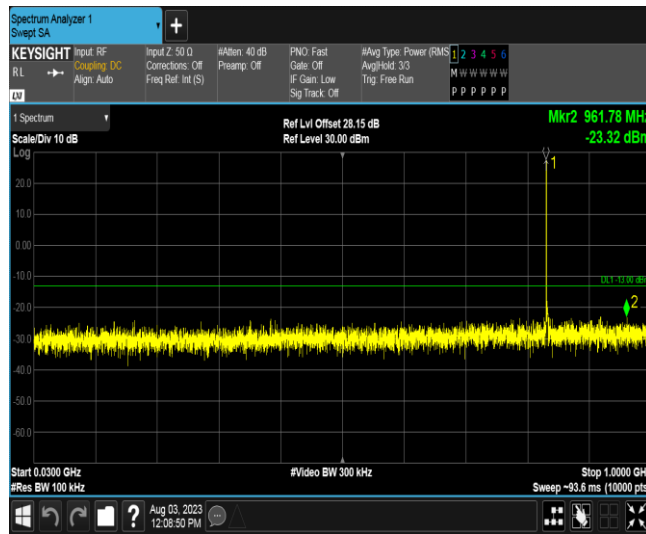 Spectrum Analyzer 1
Swept SA
+
KEYSIGHT
RL
LXI
Input: RF
Coupling: DC
Align: Auto
Input Z: 50 Ω
Corrections: Off
Freq Ref: Int (S)
#Atten: 40 dB
Preamp: Off
PNO: Fast
Gate: Off
IF Gain: Low
Sig Track: Off
#Avg Type: Power (RMS
Avg|Hold: 3/3
Trig: Free Run
1 2 3 4 5 6
M W W W W W
P P P P P P
1 Spectrum
Scale/Div 10 dB
Log
Ref Lvl Offset 28.15 dB
Ref Level 30.00 dBm
Mkr2 961.78 MHz
-23.32 dBm
1
20.0
10.0
0.00
-10.0
DL1 -13.00 dBm
2
-20.0
-30.0
-40.0
-50.0
-60.0
Start 0.0300 GHz
#Res BW 100 kHz
#Video BW 300 kHz
Stop 1.0000 GH
Sweep ~93.6 ms (10000 pts
?
Aug 03, 2023
12:08:50 PM